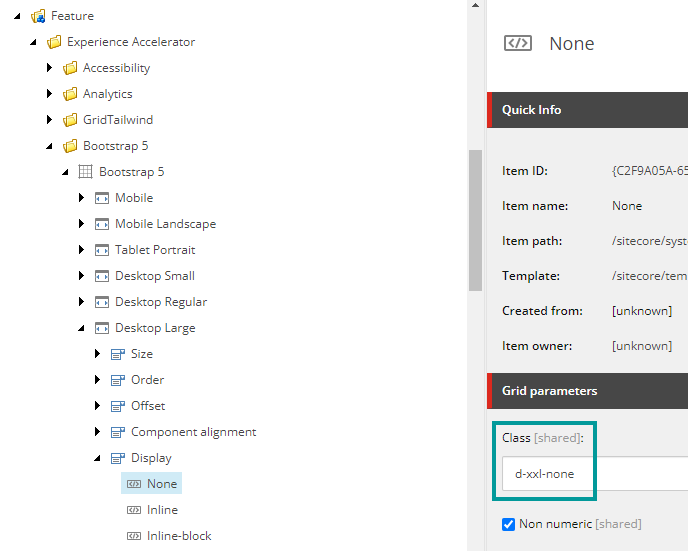 Feature
Experience Accelerator
Accessibility
Analytics
GridTailwind
Bootstrap 5
Bootstrap 5
Mobile
Mobile Landscape
Tablet Portrait
Desktop Small
Desktop Regular
Desktop Large
Size
Order
Offset
Component alignment
Display
None
Inline
Inline-block
None
Quick Info
Item ID: {C2F9A05A-65
Item name: None
Item path: /sitecore/syst
Template: /sitecore/tem
Created from: [unknown]
Item owner: [unknown]
Grid parameters
Class [shared]:
d-xxl-none
Non numeric [shared]